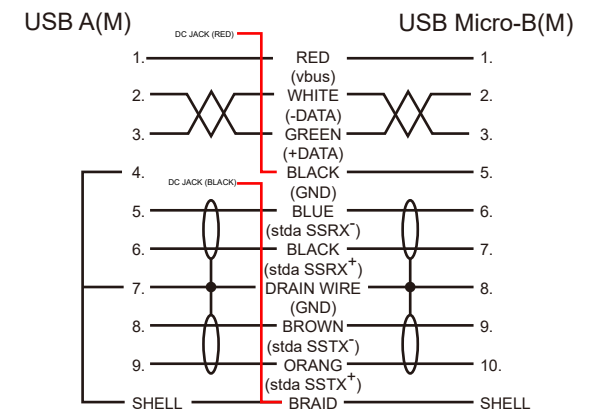 USB A(M) USB Micro-B(M)
DC JACK (RED)
1. RED 1.
(vbus)
2. WHITE 2.
(-DATA)
3. GREEN 3.
(+DATA)
4. BLACK 5.
DC JACK (BLACK)
(GND)
5. BLUE 6.
(stda SSRX-)
6. BLACK 7.
(stda SSRX+)
7. DRAIN WIRE 8.
(GND)
8. BROWN 9.
(stda SSTX-)
9. ORANG 10.
(stda SSTX+)
SHELL BRAID SHELL